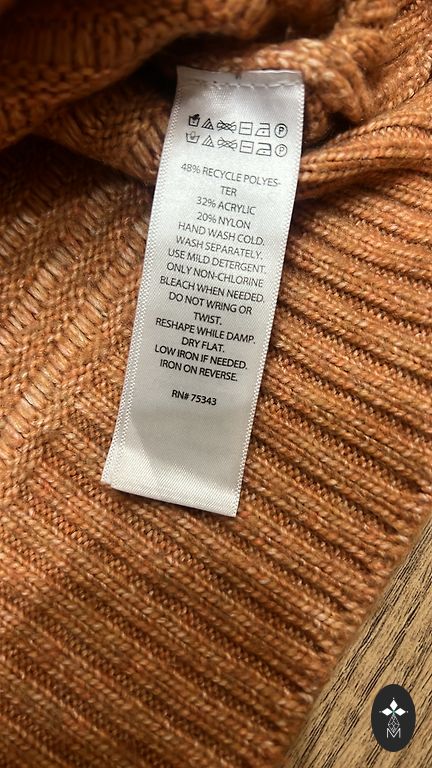 48% RECYCLE POLYES-
TER
32% ACRYLIC
20% NYLON
HAND WASH COLD.
WASH SEPARATELY.
USE MILD DETERGENT.
ONLY NON-CHLORINE
BLEACH WHEN NEEDED.
DO NOT WRING OR
TWIST.
RESHAPE WHILE DAMP.
DRY FLAT.
LOW IRON IF NEEDED.
IRON ON REVERSE.
RN# 75343